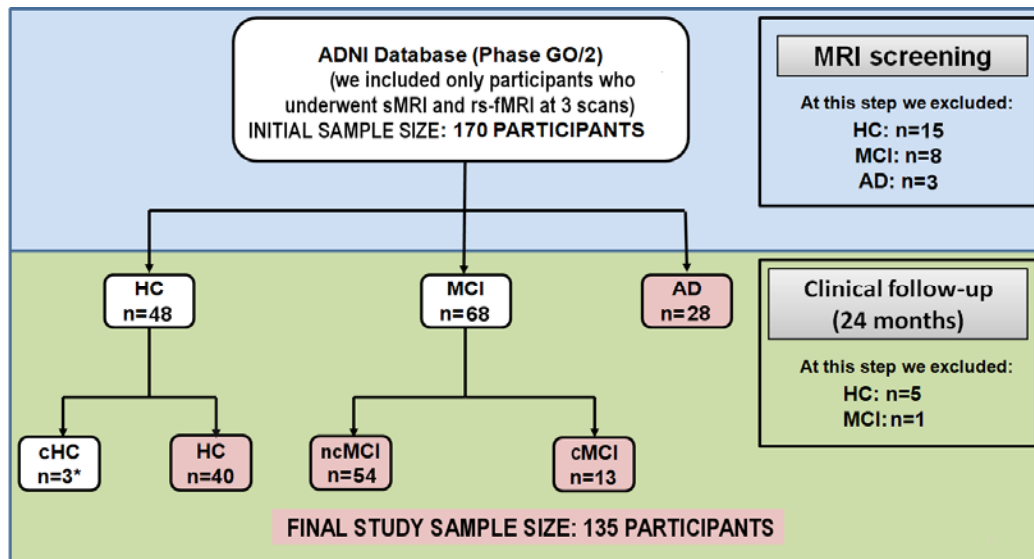 ADNI Database (Phase GO/2)
(we included only participants who
underwent sMRI and rs-fMRI at 3 scans)
INITIAL SAMPLE SIZE: 170 PARTICIPANTS
MRI screening
At this step we excluded:
HC: n=15
MCI: n=8
AD: n=3
HC
n=48
MCI
n=68
AD
n=28
Clinical follow-up
(24 months)
At this step we excluded:
HC: n=5
MCI: n=1
cHC
n=3*
HC
n=40
ncMCI
n=54
cMCI
n=13
FINAL STUDY SAMPLE SIZE: 135 PARTICIPANTS